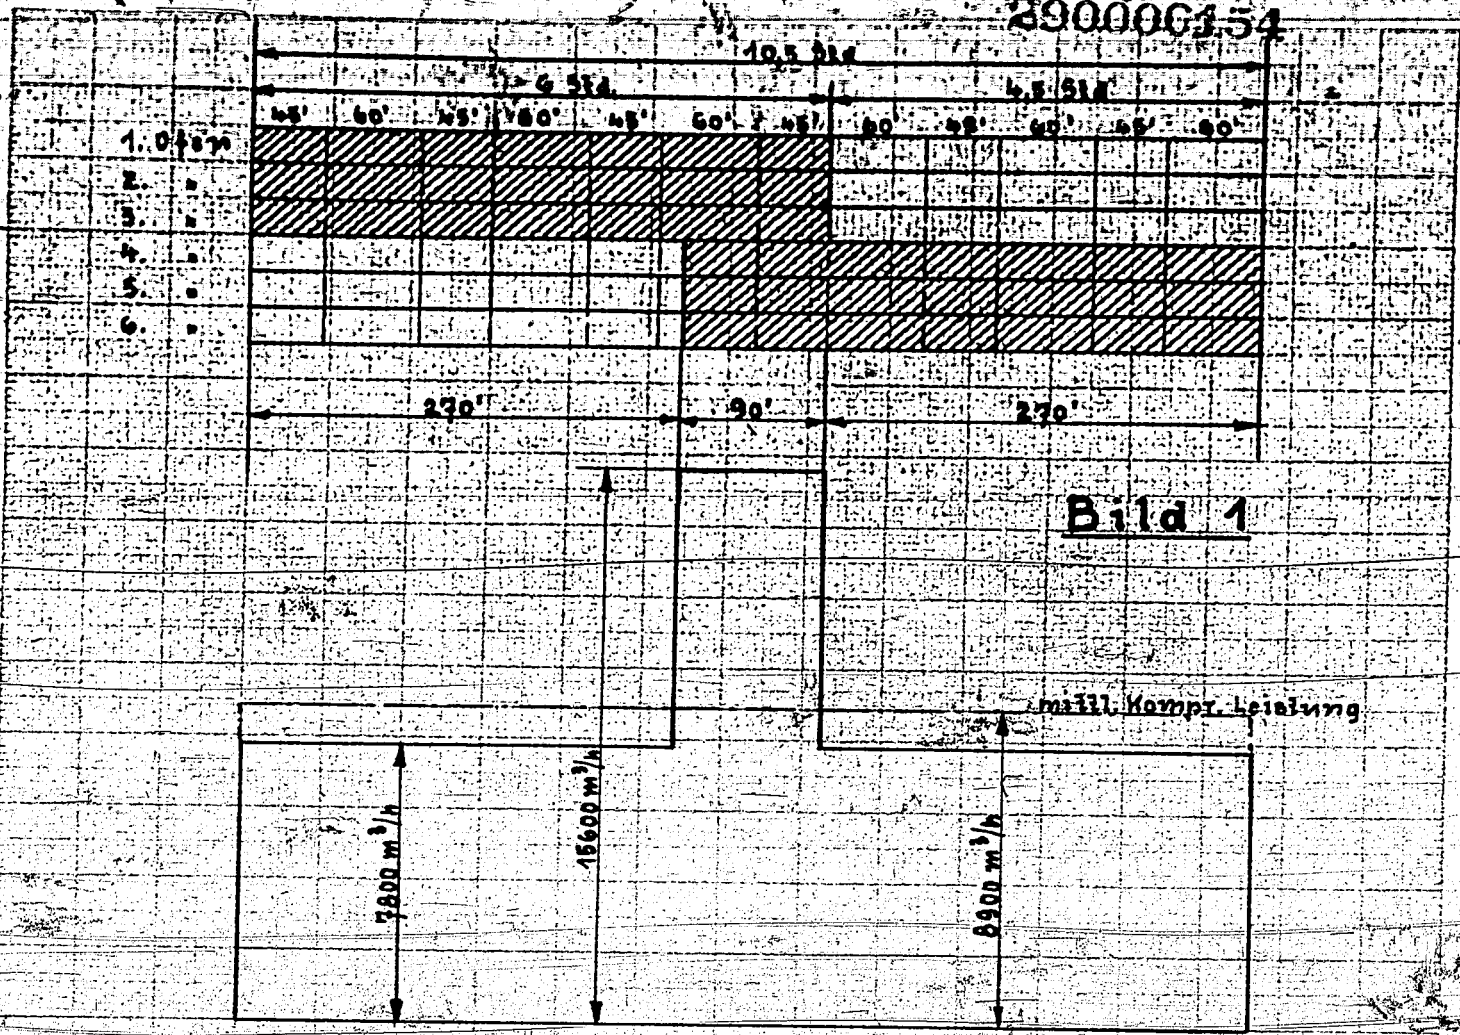 10,5 Std
6 Std. 4,5 Std
45' 60' 45' 60' 45' 60' 45' 60' 45' 60' 45' 60'
1. Ofen
2. "
3. "
4. "
5. "
6. "
270' 90' 270'
Bild 1
mittl. Kompr. Leistung
7800 m³/h
15600 m³/h
8900 m³/h